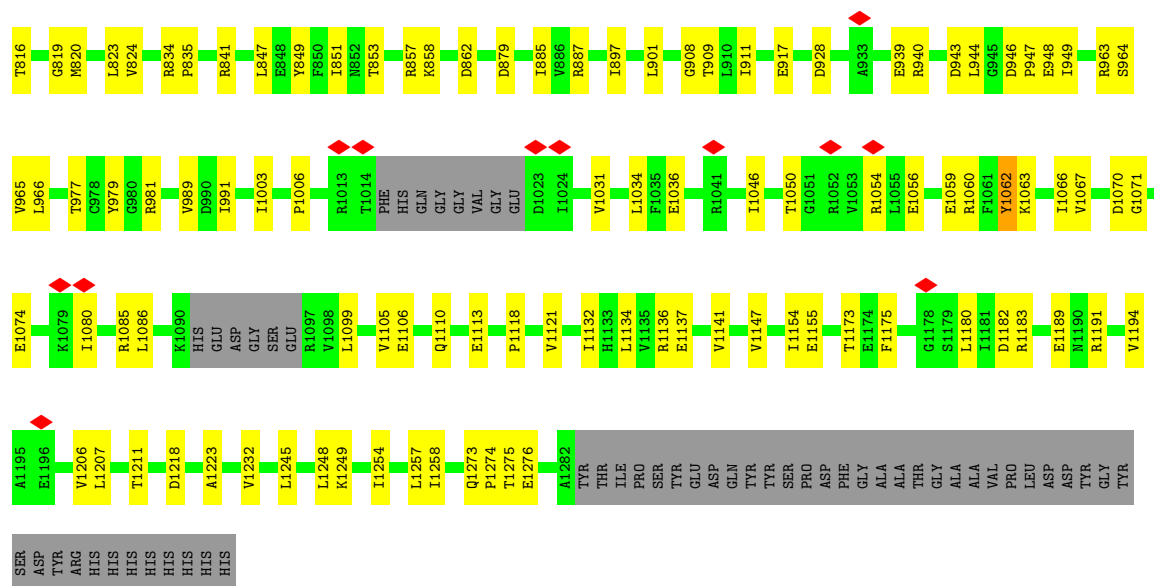 T816 G819 M820 L823 V824 R834 P835 R841 L847 E848 Y849 F850 I851 N852 T853 R857 K858 D862 D879 I885 V886 R887 I897 L901 G908 T909 L910 I911 E917 D928 A933 E939 R940 D943 L944 G945 D946 P947 E948 I949 R963 S964
V965 L966 T977 C978 Y979 G980 R981 V989 D990 I991 I1003 P1006 R1013 T1014 PHE HIS GLN GLY GLY VAL GLY GLU D1023 I1024 V1031 L1034 F1035 E1036 R1041 I1046 T1050 G1051 R1052 V1053 R1054 L1055 E1056 E1059 R1060 F1061 Y1062 K1063 I1066 V1067 D1070 G1071
E1074 K1079 I1080 R1085 L1086 K1090 HIS GLU ASP GLY SER GLU R1097 V1098 L1099 V1105 E1106 Q1110 E1113 P1118 V1121 I1132 H1133 L1134 V1135 R1136 E1137 V1141 V1147 I1154 E1155 T1173 E1174 F1175 G1178 S1179 L1180 I1181 D1182 R1183 E1189 N1190 R1191 V1194
A1195 E1196 V1206 L1207 T1211 D1218 A1223 V1232 L1245 L1248 K1249 I1254 L1257 I1258 Q1273 P1274 T1275 E1276 A1282 TYR THR ILE PRO SER TYR GLU ASP GLN TYR TYR SER PRO ASP PHE GLY ALA ALA THR GLY ALA ALA VAL PRO LEU ASP ASP TYR GLY TYR
SER ASP TYR ARG HIS HIS HIS HIS HIS HIS HIS HIS